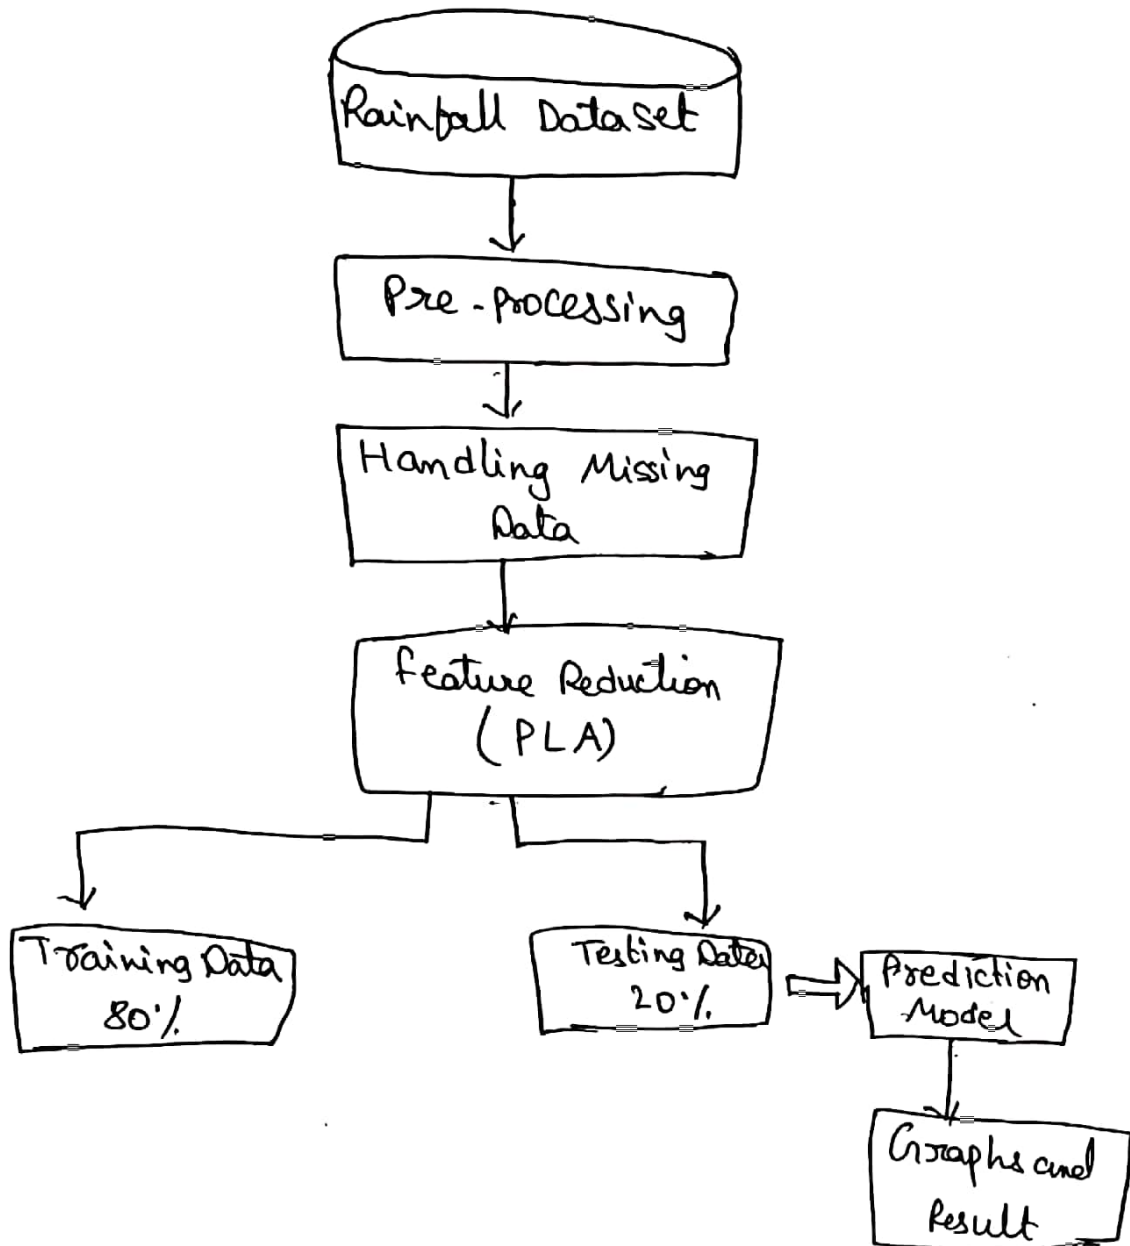 Rainfall Dataset
Pre-processing
Handling Missing
Data
Feature Reduction
(PLA)
Training Data
80%
Testing Data
20%
Prediction
Model
Graphs and
Result